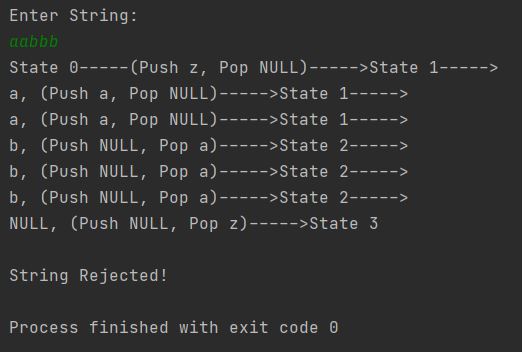 Enter String:
aabbb
State 0-----(Push z, Pop NULL)----->State 1----->
a, (Push a, Pop NULL)----->State 1----->
a, (Push a, Pop NULL)----->State 1----->
b, (Push NULL, Pop a)----->State 2----->
b, (Push NULL, Pop a)----->State 2----->
b, (Push NULL, Pop a)----->State 2----->
NULL, (Push NULL, Pop z)----->State 3
String Rejected!
Process finished with exit code 0